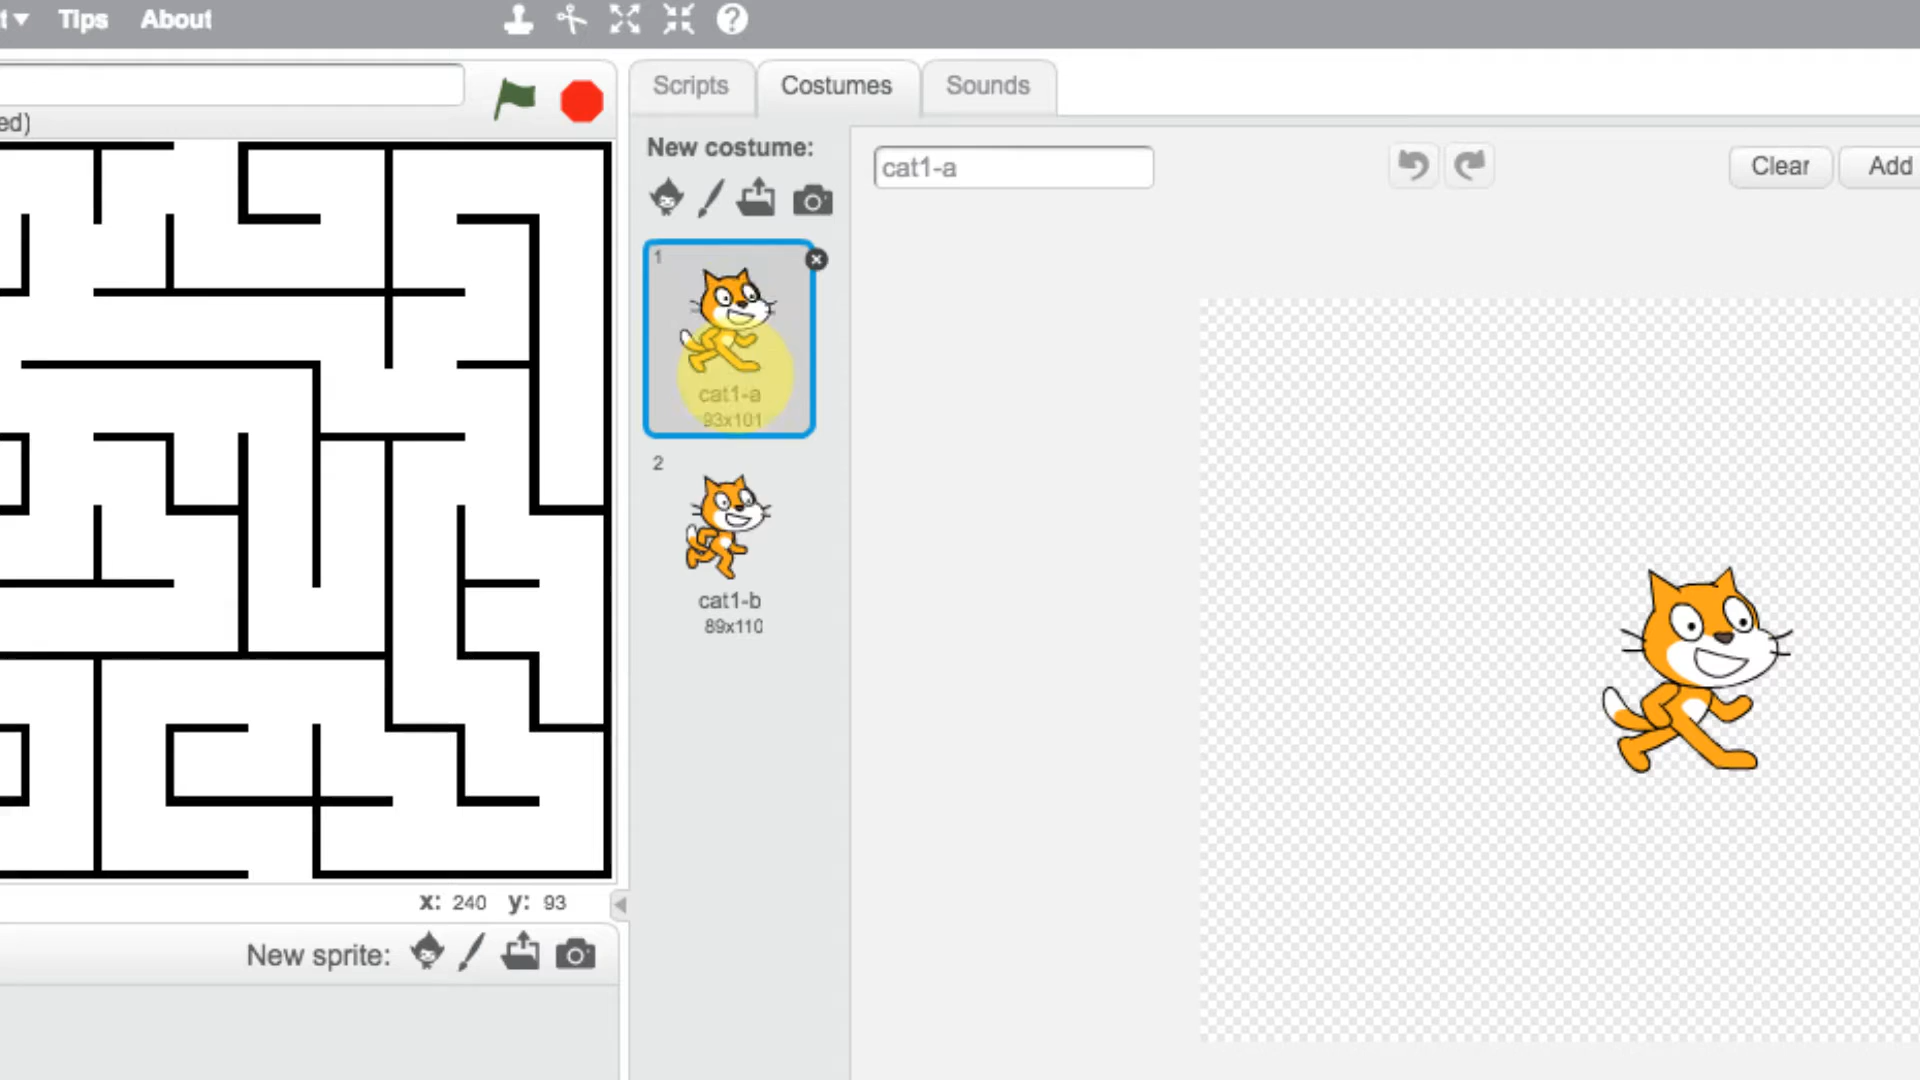 t Tips About
ed)
Scripts Costumes Sounds
New costume:
cat1-a
Clear Add
1
cat1-a
93x101
2
cat1-b
89x110
x: 240 y: 93
New sprite: